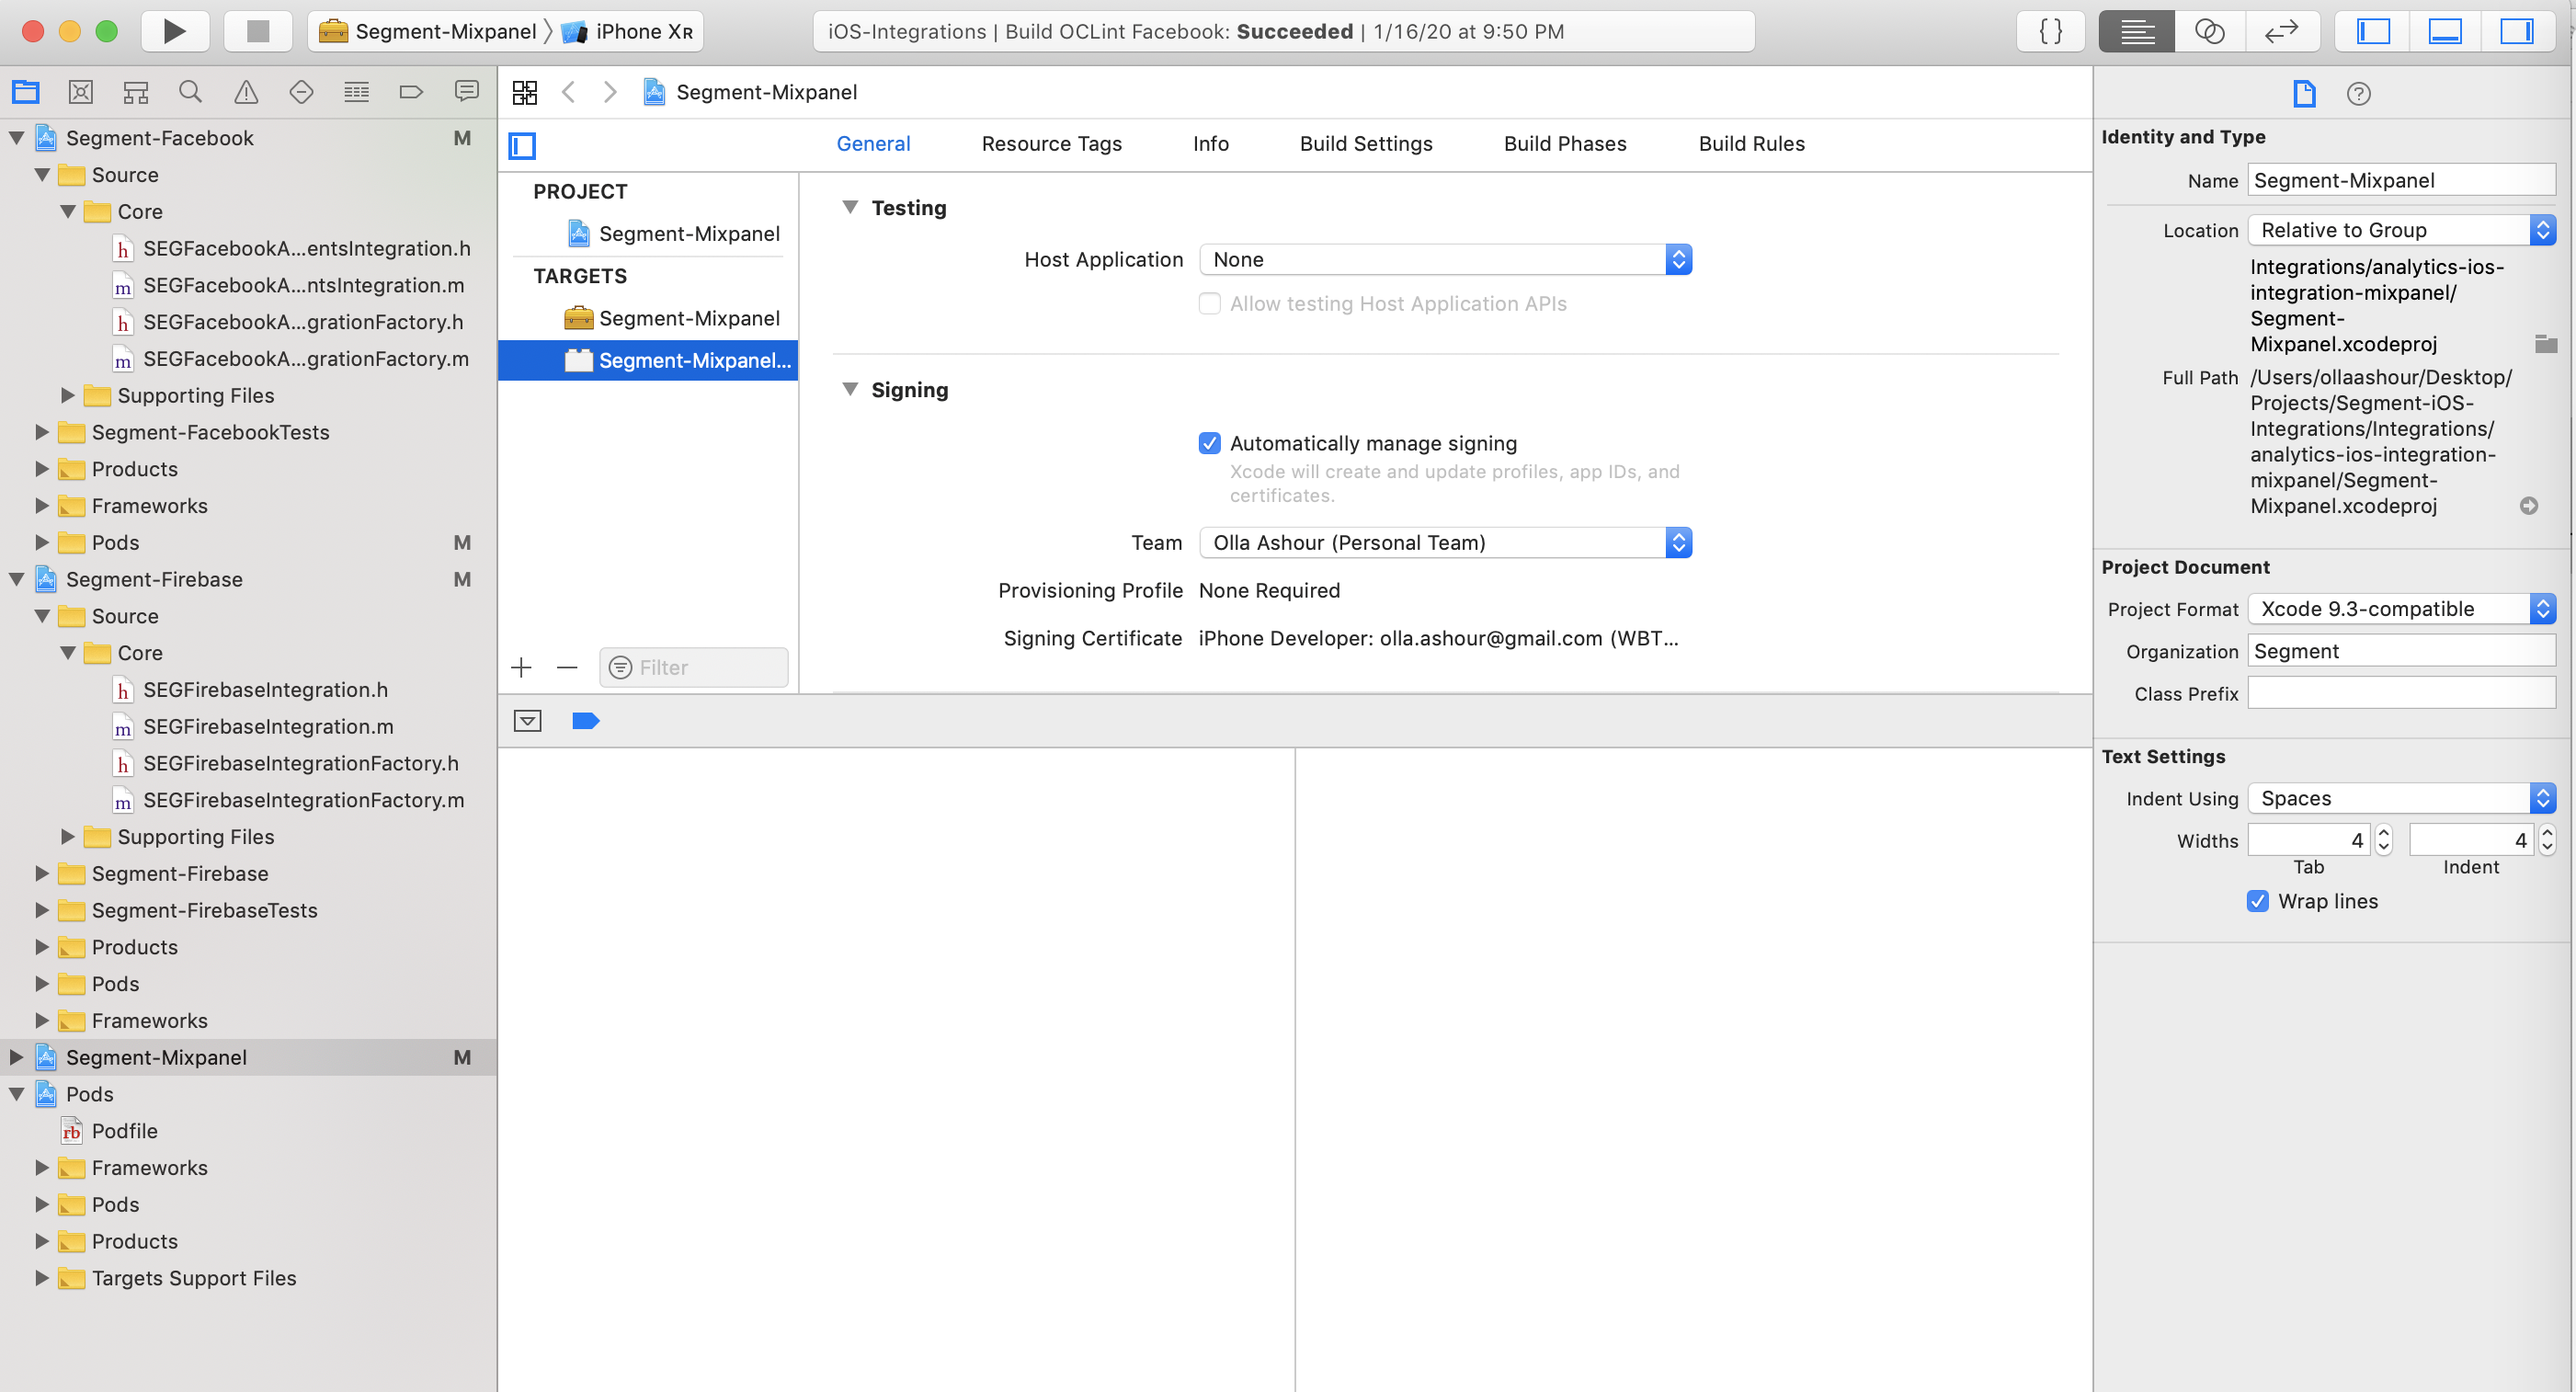 Segment-Mixpanel 〉 iPhone Xʀ
iOS-Integrations | Build OCLint Facebook: Succeeded | 1/16/20 at 9:50 PM
{}
Segment-Facebook M
Source
Core
h SEGFacebookA...entsIntegration.h
m SEGFacebookA...ntsIntegration.m
h SEGFacebookA...grationFactory.h
m SEGFacebookA...grationFactory.m
Supporting Files
Segment-FacebookTests
Products
Frameworks
Pods M
Segment-Firebase M
Source
Core
h SEGFirebaseIntegration.h
m SEGFirebaseIntegration.m
h SEGFirebaseIntegrationFactory.h
m SEGFirebaseIntegrationFactory.m
Supporting Files
Segment-Firebase
Segment-FirebaseTests
Products
Pods
Frameworks
Segment-Mixpanel M
Pods
rb Podfile
Frameworks
Pods
Products
Targets Support Files
Segment-Mixpanel
General Resource Tags Info Build Settings Build Phases Build Rules
PROJECT
Segment-Mixpanel
TARGETS
Segment-Mixpanel
Segment-Mixpanel...
Filter
Testing
Host Application None
Allow testing Host Application APIs
Signing
Automatically manage signing
Xcode will create and update profiles, app IDs, and
certificates.
Team Olla Ashour (Personal Team)
Provisioning Profile None Required
Signing Certificate iPhone Developer: olla.ashour@gmail.com (WBT...
?
Identity and Type
Name Segment-Mixpanel
Location Relative to Group
Integrations/analytics-ios-
integration-mixpanel/
Segment-
Mixpanel.xcodeproj
Full Path /Users/ollaashour/Desktop/
Projects/Segment-iOS-
Integrations/Integrations/
analytics-ios-integration-
mixpanel/Segment-
Mixpanel.xcodeproj
Project Document
Project Format Xcode 9.3-compatible
Organization Segment
Class Prefix
Text Settings
Indent Using Spaces
Widths 4 4
Tab Indent
Wrap lines